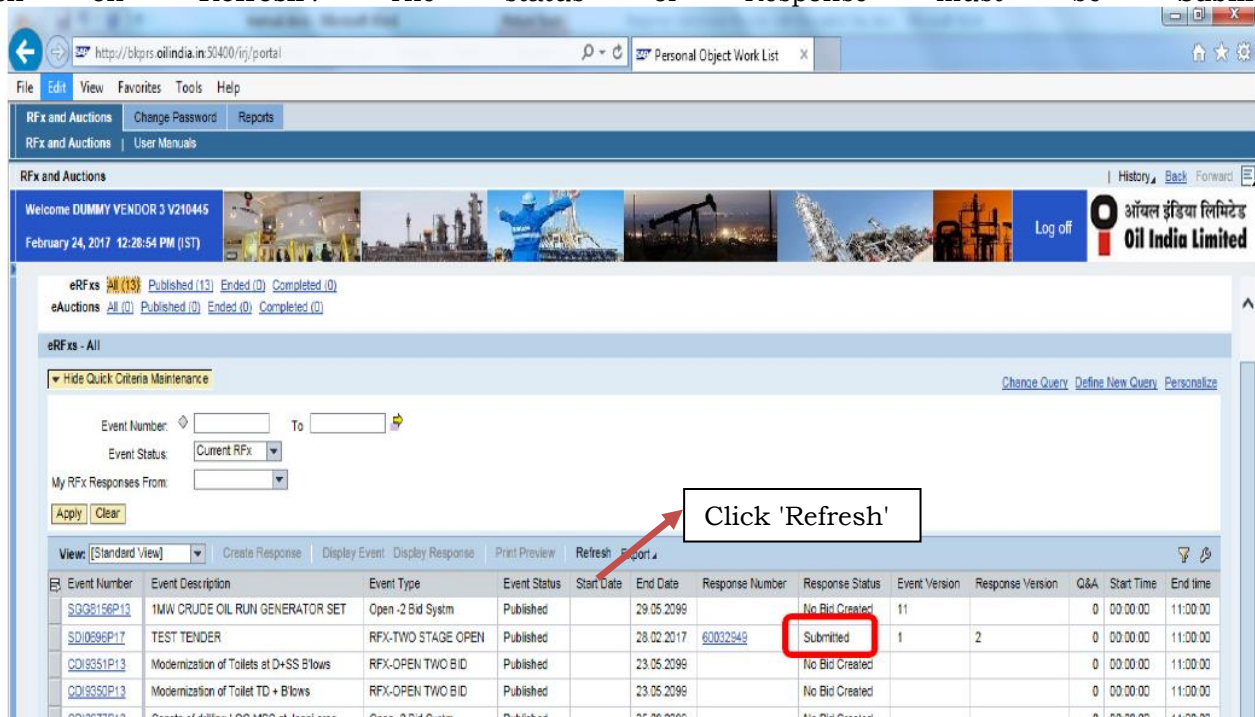 on Refresh . The status of Response must be Submi
http://bkprs.oilindia.in:50400/irj/portal
Personal Object Work List
File Edit View Favorites Tools Help
RFx and Auctions Change Password Reports
RFx and Auctions | User Manuals
RFx and Auctions | History Back Forward
Welcome DUMMY VENDOR 3 V210445
February 24, 2017 12:28:54 PM (IST)
Log off
ऑयल इंडिया लिमिटेड
Oil India Limited
eRFxs All (13) Published (13) Ended (0) Completed (0)
eAuctions All (0) Published (0) Ended (0) Completed (0)
eRFxs - All
Hide Quick Criteria Maintenance Change Query Define New Query Personalize
Event Number: To
Event Status: Current RFx
My RFx Responses From:
Apply Clear
Click 'Refresh'
View: [Standard View] Create Response Display Event Display Response Print Preview Refresh Export
Event Number Event Description Event Type Event Status Start Date End Date Response Number Response Status Event Version Response Version Q&A Start Time End time
SGG8156P13 1MW CRUDE OIL RUN GENERATOR SET Open -2 Bid Systm Published 29.05.2099 No Bid Created 11 0 00:00:00 11:00:00
SDI0696P17 TEST TENDER RFX-TWO STAGE OPEN Published 28.02.2017 60032949 Submitted 1 2 0 00:00:00 11:00:00
CDI9351P13 Modernization of Toilets at D+SS B'lows RFX-OPEN TWO BID Published 23.05.2099 No Bid Created 0 00:00:00 11:00:00
CDI9350P13 Modernization of Toilet TD + B'lows RFX-OPEN TWO BID Published 23.05.2099 No Bid Created 0 00:00:00 11:00:00